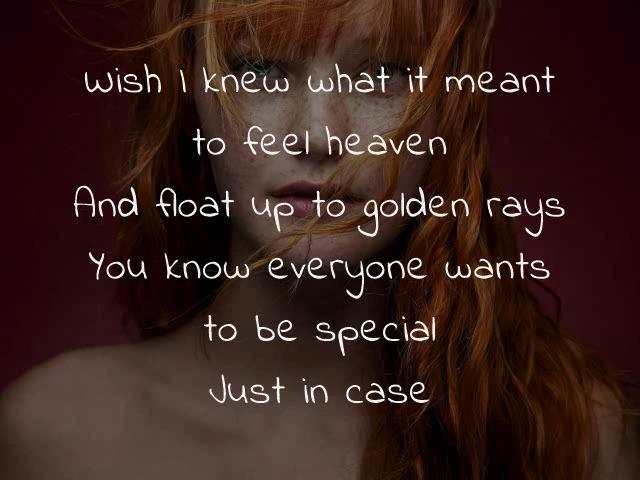 Wish I knew what it meant
to feel heaven
And float up to golden rays
You know everyone wants
to be special
Just in case